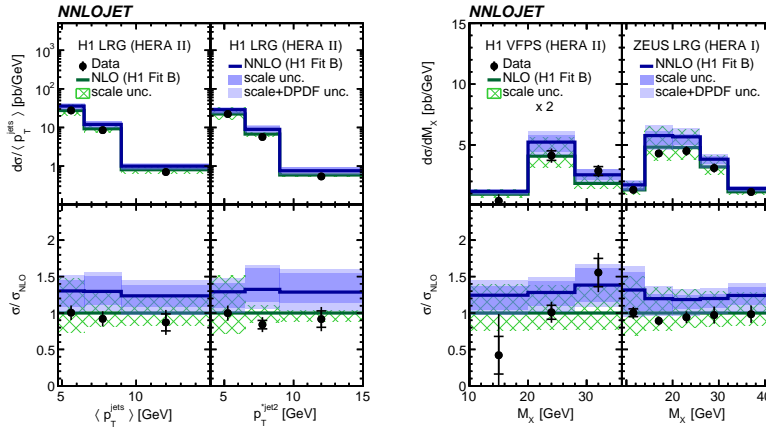 NNLOJET
H1 LRG (HERA II)
Data
NLO (H1 Fit B)
scale unc.
H1 LRG (HERA II)
NNLO (H1 Fit B)
scale unc.
scale+DPDF unc.
dσ/⟨ p_T^jets ⟩ [pb/GeV]
10³
10²
10
1
σ/ σ_NLO
2
1.5
1
0.5
0
5 10
5 10 15
⟨ p_T^jets ⟩ [GeV]
p_T^*jet2 [GeV]
NNLOJET
H1 VFPS (HERA II)
Data
NLO (H1 Fit B)
scale unc.
x 2
ZEUS LRG (HERA I)
NNLO (H1 Fit B)
scale unc.
scale+DPDF unc.
dσ/dM_X [pb/GeV]
15
10
5
σ/ σ_NLO
2
1.5
1
0.5
0
10 20 30
20 30 40
M_X [GeV]
M_X [GeV]